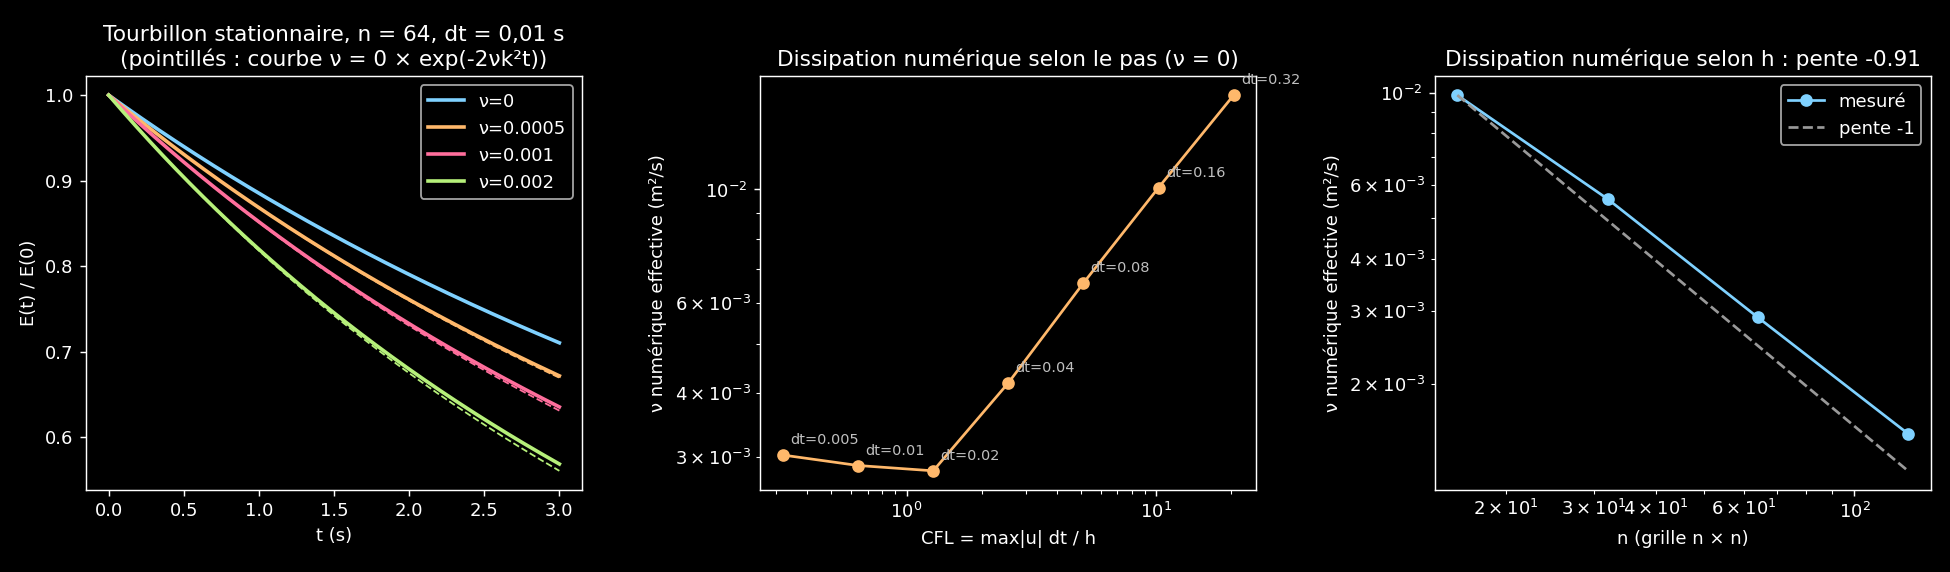 Tourbillon stationnaire, n = 64, dt = 0,01 s
(pointillés : courbe ν = 0 × exp(-2νk²t))
1.0
0.9
0.8
0.7
0.6
E(t) / E(0)
ν=0
ν=0.0005
ν=0.001
ν=0.002
0.0 0.5 1.0 1.5 2.0 2.5 3.0
t (s)
Dissipation numérique selon le pas (ν = 0)
ν numérique effective (m²/s)
10⁻²
6 × 10⁻³
4 × 10⁻³
3 × 10⁻³
dt=0.005
dt=0.01
dt=0.02
dt=0.04
dt=0.08
dt=0.16
dt=0.32
10⁰ 10¹
CFL = max|u| dt / h
Dissipation numérique selon h : pente -0.91
ν numérique effective (m²/s)
10⁻²
6 × 10⁻³
4 × 10⁻³
3 × 10⁻³
2 × 10⁻³
mesuré
pente -1
2 × 10¹ 3 × 10¹ 4 × 10¹ 6 × 10¹ 10²
n (grille n × n)